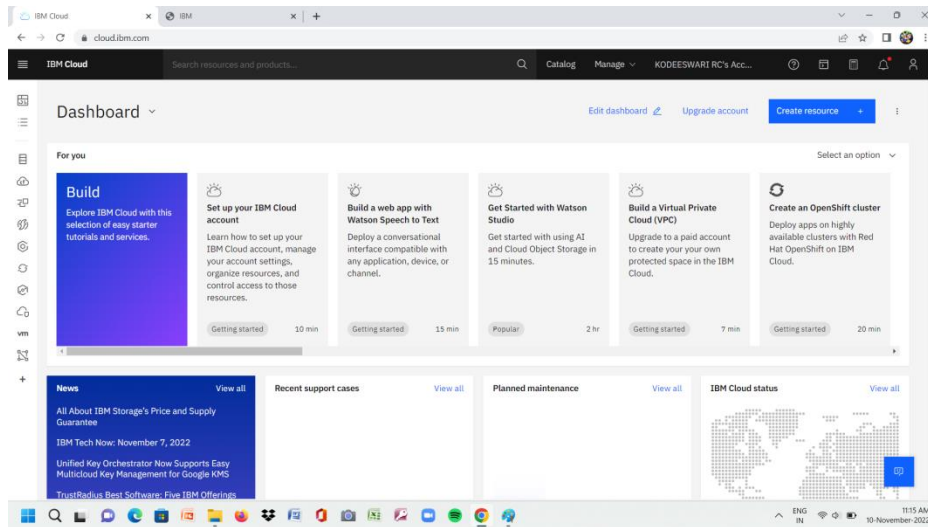 IBM Cloud
IBM
cloud.ibm.com
IBM Cloud
Search resources and products...
Catalog
Manage
KODEESWARI RC's Acc...
Dashboard
Edit dashboard
Upgrade account
Create resource +
For you
Select an option
Build
Explore IBM Cloud with this
selection of easy starter
tutorials and services.
Set up your IBM Cloud
account
Learn how to set up your
IBM Cloud account, manage
your account settings,
organize resources, and
control access to those
resources.
Getting started
10 min
Build a web app with
Watson Speech to Text
Deploy a conversational
interface compatible with
any application, device, or
channel.
Getting started
15 min
Get Started with Watson
Studio
Get started with using AI
and Cloud Object Storage in
15 minutes.
Popular
2 hr
Build a Virtual Private
Cloud (VPC)
Upgrade to a paid account
to create your your own
protected space in the IBM
Cloud.
Getting started
7 min
Create an OpenShift cluster
Deploy apps on highly
available clusters with Red
Hat OpenShift on IBM
Cloud.
Getting started
20 min
vm
News
View all
All About IBM Storage's Price and Supply
Guarantee
IBM Tech Now: November 7, 2022
Unified Key Orchestrator Now Supports Easy
Multicloud Key Management for Google KMS
TrustRadius Best Software: Five IBM Offerings
Recent support cases
View all
Planned maintenance
View all
IBM Cloud status
View all
ENG
IN
11:15 AM
10-November-2022